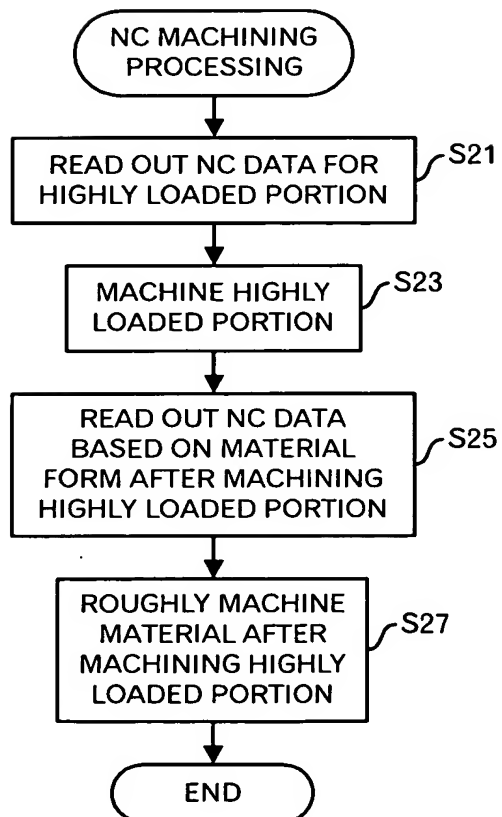 NC MACHINING
PROCESSING
READ OUT NC DATA FOR
HIGHLY LOADED PORTION
S21
MACHINE HIGHLY
LOADED PORTION
S23
READ OUT NC DATA
BASED ON MATERIAL
FORM AFTER MACHINING
HIGHLY LOADED PORTION
S25
ROUGHLY MACHINE
MATERIAL AFTER
MACHINING HIGHLY
LOADED PORTION
S27
END